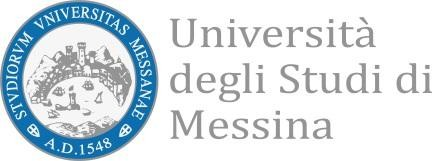 STVDIORVM VNIVERSITAS MESSANAE
A.D.1548
Università
degli Studi di
Messina